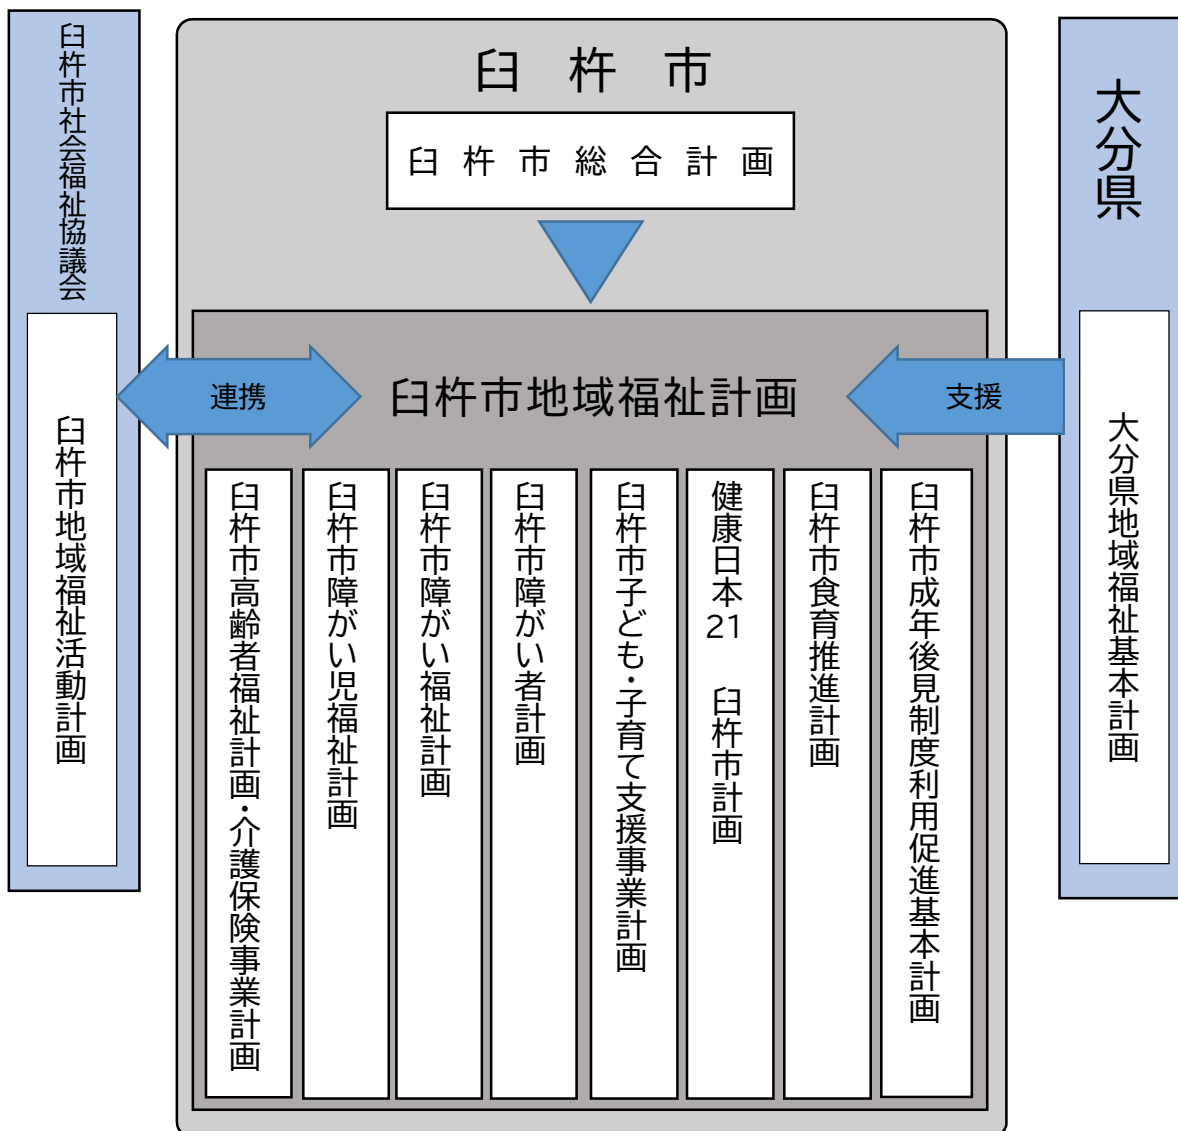 臼杵市社会福祉協議会
臼杵市地域福祉活動計画
臼杵市
臼杵市総合計画
連携
臼杵市地域福祉計画
支援
臼杵市高齢者福祉計画・介護保険事業計画
臼杵市障がい児福祉計画
臼杵市障がい福祉計画
臼杵市障がい者計画
臼杵市子ども・子育て支援事業計画
健康日本21 臼杵市計画
臼杵市食育推進計画
臼杵市成年後見制度利用促進基本計画
大分県
大分県地域福祉基本計画